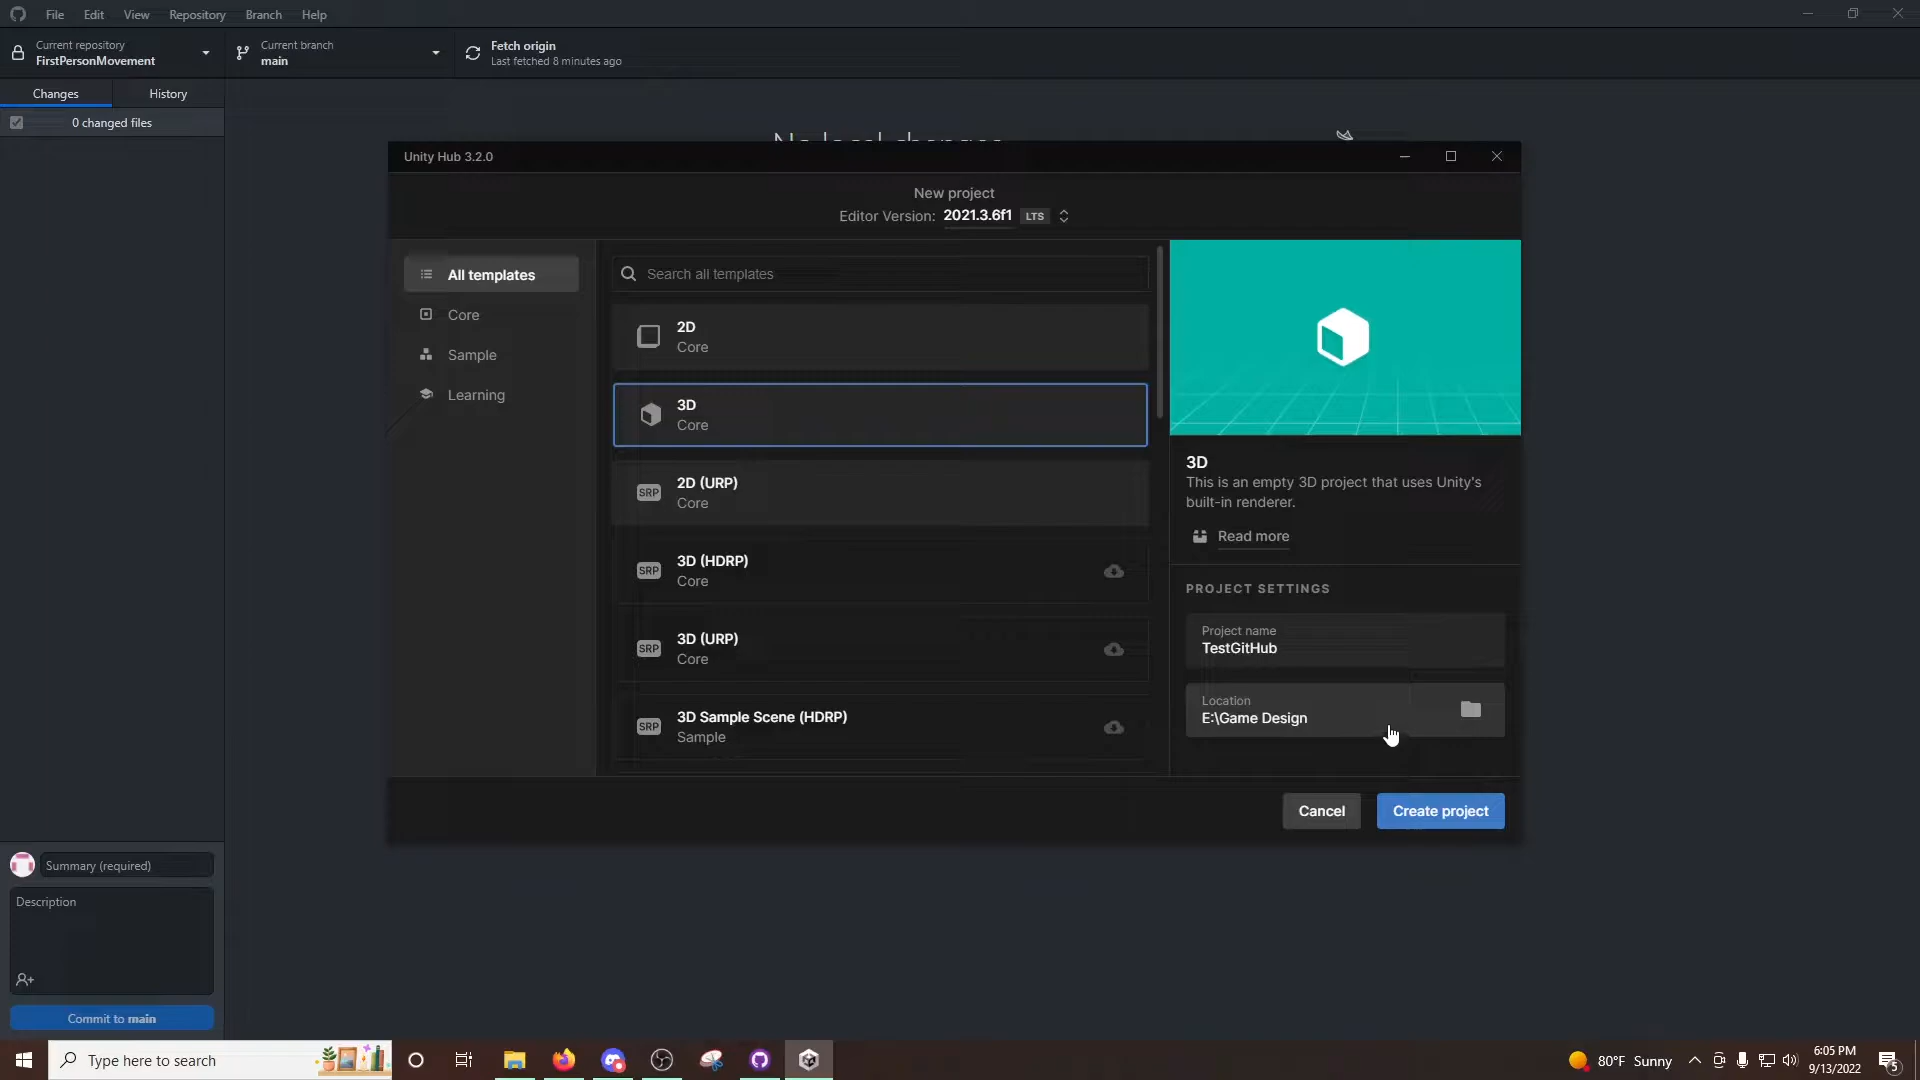 File Edit View Repository Branch Help
Current repository
FirstPersonMovement
Current branch
main
Fetch origin
Last fetched 8 minutes ago
Changes
History
0 changed files
No local changes
Unity Hub 3.2.0
New project
Editor Version: 2021.3.6f1 LTS
All templates
Core
Sample
Learning
Search all templates
2D
Core
3D
Core
SRP
2D (URP)
Core
SRP
3D (HDRP)
Core
SRP
3D (URP)
Core
SRP
3D Sample Scene (HDRP)
Sample
3D
This is an empty 3D project that uses Unity's
built-in renderer.
Read more
PROJECT SETTINGS
Project name
TestGitHub
Location
E:\Game Design
Cancel
Create project
Summary (required)
Description
Commit to main
Type here to search
80°F Sunny
6:05 PM
9/13/2022
5